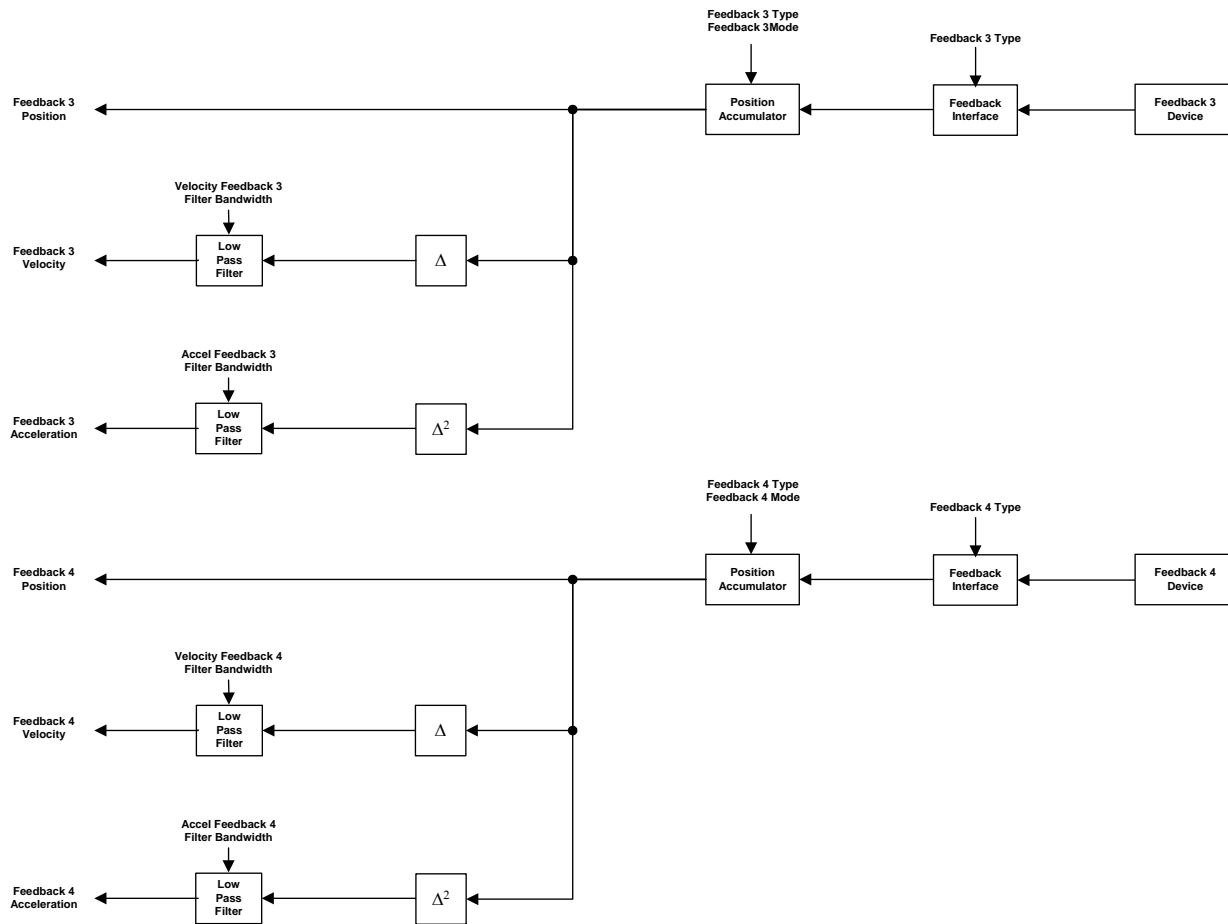 Feedback 3 Type
Feedback 3Mode
Feedback 3 Type
Feedback 3
Position
Position
Accumulator
Feedback
Interface
Feedback 3
Device
Velocity Feedback 3
Filter Bandwidth
Feedback 3
Velocity
Low
Pass
Filter
Δ
Accel Feedback 3
Filter Bandwidth
Feedback 3
Acceleration
Low
Pass
Filter
Δ²
Feedback 4 Type
Feedback 4 Mode
Feedback 4 Type
Feedback 4
Position
Position
Accumulator
Feedback
Interface
Feedback 4
Device
Velocity Feedback 4
Filter Bandwidth
Feedback 4
Velocity
Low
Pass
Filter
Δ
Accel Feedback 4
Filter Bandwidth
Feedback 4
Acceleration
Low
Pass
Filter
Δ²